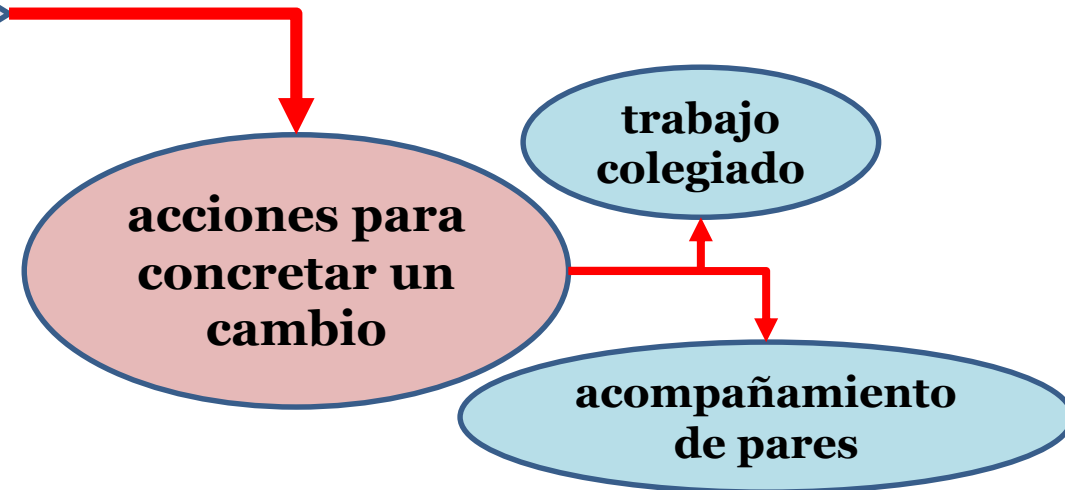 trabajo
colegiado
acciones para
concretar un
cambio
acompañamiento
de pares